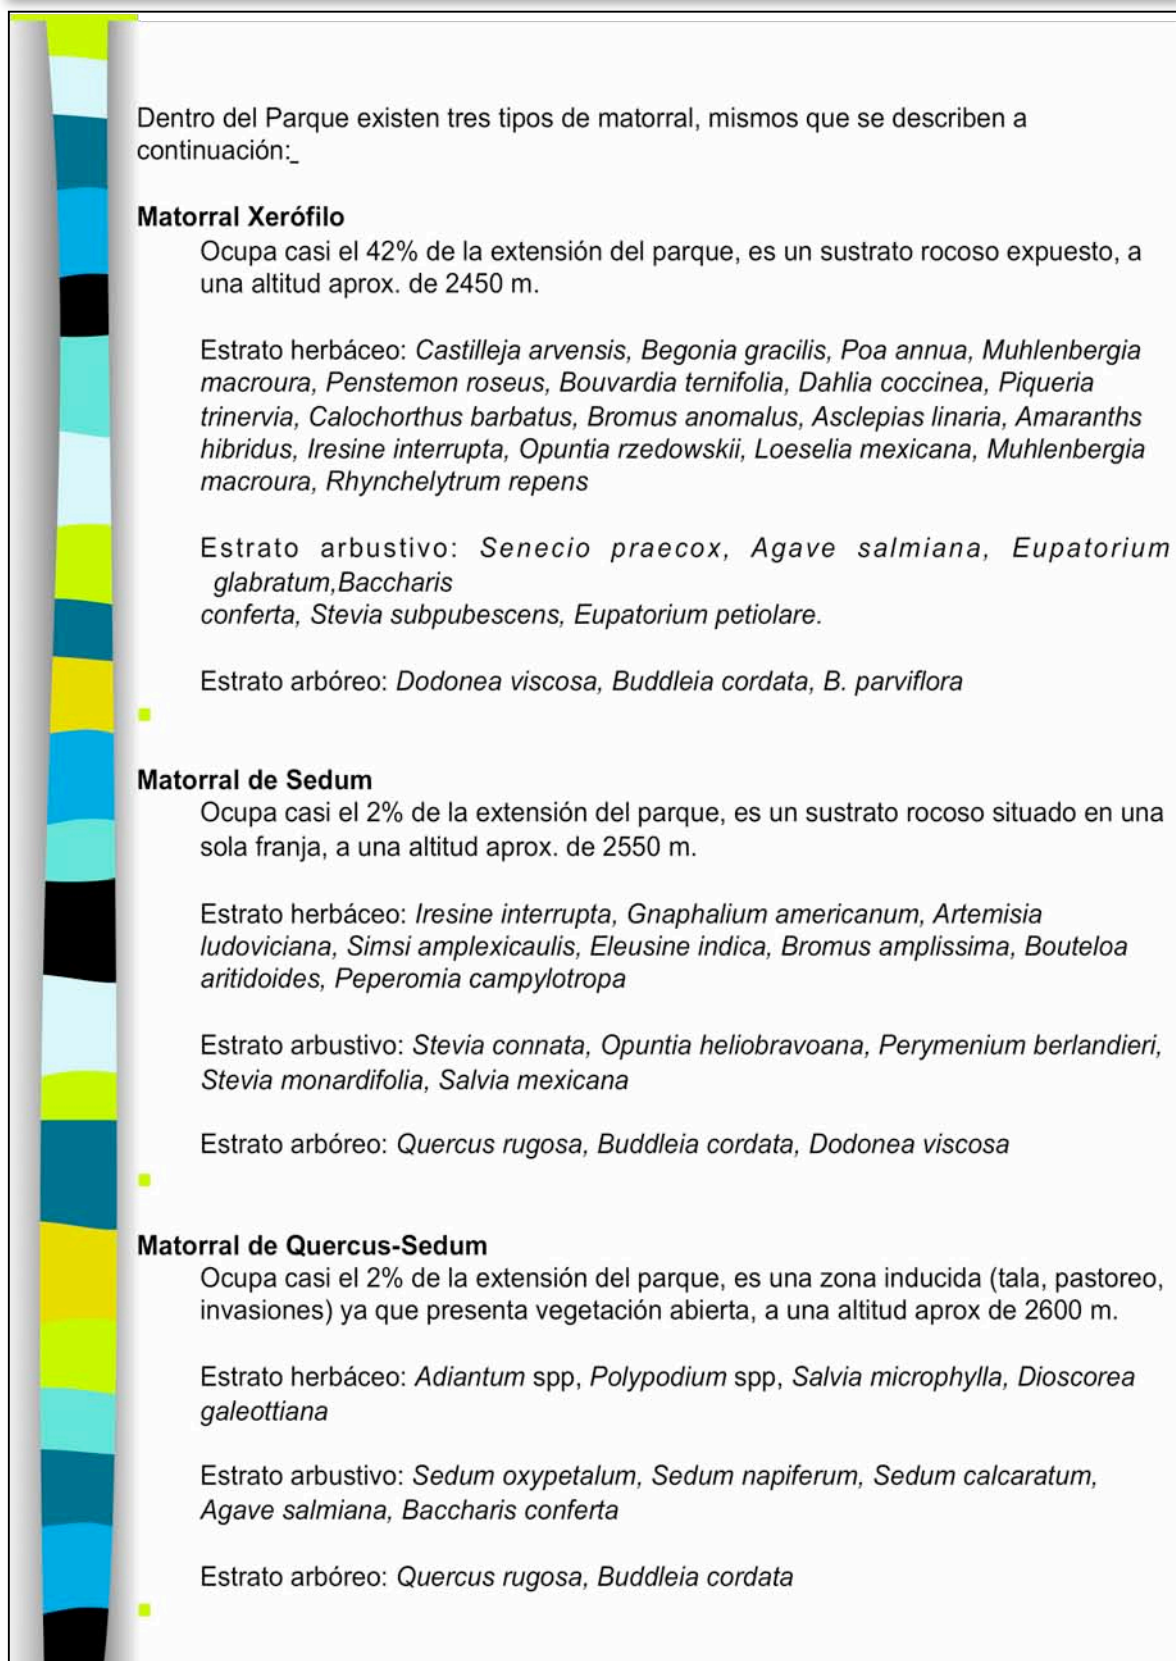 Dentro del Parque existen tres tipos de matorral, mismos que se describen a
continuación:_
Matorral Xerófilo
Ocupa casi el 42% de la extensión del parque, es un sustrato rocoso expuesto, a
una altitud aprox. de 2450 m.
Estrato herbáceo: Castilleja arvensis, Begonia gracilis, Poa annua, Muhlenbergia
macroura, Penstemon roseus, Bouvardia ternifolia, Dahlia coccinea, Piqueria
trinervia, Calochorthus barbatus, Bromus anomalus, Asclepias linaria, Amaranths
hibridus, Iresine interrupta, Opuntia rzedowskii, Loeselia mexicana, Muhlenbergia
macroura, Rhynchelytrum repens
Estrato arbustivo: Senecio praecox, Agave salmiana, Eupatorium
glabratum,Baccharis
conferta, Stevia subpubescens, Eupatorium petiolare.
Estrato arbóreo: Dodonea viscosa, Buddleia cordata, B. parviflora
Matorral de Sedum
Ocupa casi el 2% de la extensión del parque, es un sustrato rocoso situado en una
sola franja, a una altitud aprox. de 2550 m.
Estrato herbáceo: Iresine interrupta, Gnaphalium americanum, Artemisia
ludoviciana, Simsi amplexicaulis, Eleusine indica, Bromus amplissima, Bouteloa
aritidoides, Peperomia campylotropa
Estrato arbustivo: Stevia connata, Opuntia heliobravoana, Perymenium berlandieri,
Stevia monardifolia, Salvia mexicana
Estrato arbóreo: Quercus rugosa, Buddleia cordata, Dodonea viscosa
Matorral de Quercus-Sedum
Ocupa casi el 2% de la extensión del parque, es una zona inducida (tala, pastoreo,
invasiones) ya que presenta vegetación abierta, a una altitud aprox de 2600 m.
Estrato herbáceo: Adiantum spp, Polypodium spp, Salvia microphylla, Dioscorea
galeottiana
Estrato arbustivo: Sedum oxypetalum, Sedum napiferum, Sedum calcaratum,
Agave salmiana, Baccharis conferta
Estrato arbóreo: Quercus rugosa, Buddleia cordata